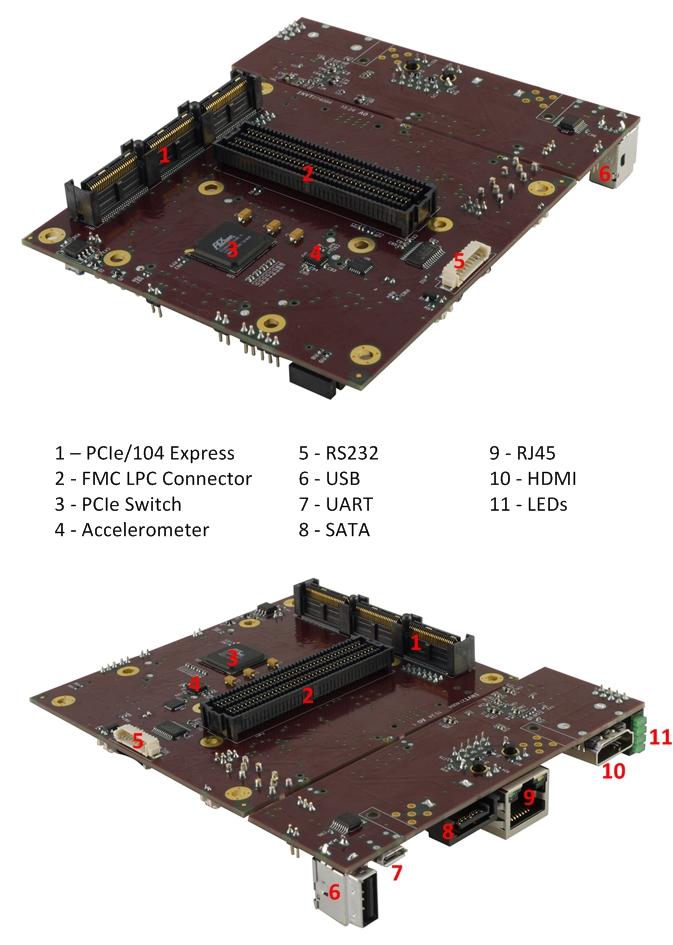 1
2
3
4
5
6
1 – PCIe/104 Express
2 - FMC LPC Connector
3 - PCIe Switch
4 - Accelerometer
5 - RS232
6 - USB
7 - UART
8 - SATA
9 - RJ45
10 - HDMI
11 - LEDs
1
2
3
4
5
6
7
8
9
10
11